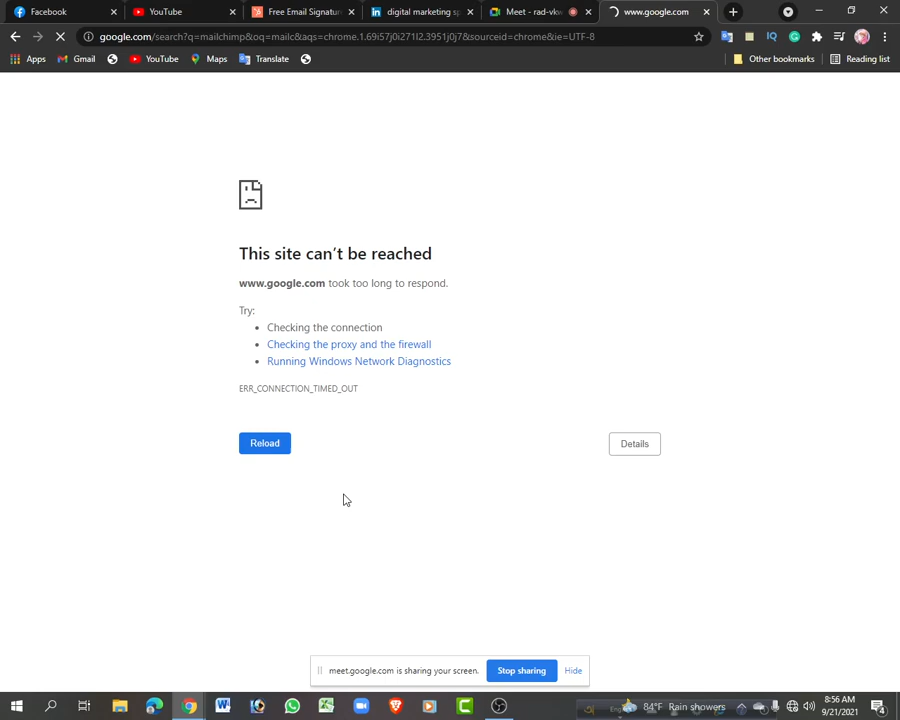 Facebook
YouTube
Free Email Signatur
digital marketing sp
Meet - rad-vk
www.google.com
google.com/search?q=mailchimp&oq=mailc&aqs=chrome.1.69i57j0i271l2.3951j0j7&sourceid=chrome&ie=UTF-8
Apps
Gmail
YouTube
Maps
Translate
Other bookmarks
Reading list
This site can't be reached
www.google.com took too long to respond.
Try:
• Checking the connection
• Checking the proxy and the firewall
• Running Windows Network Diagnostics
ERR_CONNECTION_TIMED_OUT
Reload
Details
meet.google.com is sharing your screen.
Stop sharing
Hide
84°F Rain showers
8:56 AM
9/21/2021
4